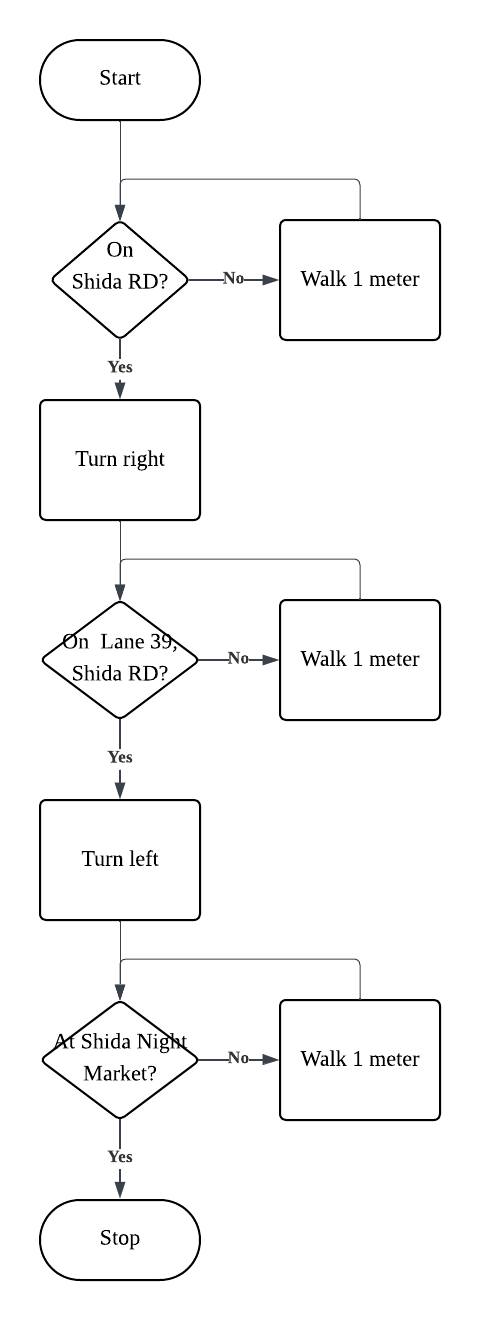 Start
On
Shida RD?
No
Walk 1 meter
Yes
Turn right
On  Lane 39,
Shida RD?
No
Walk 1 meter
Yes
Turn left
At Shida Night
Market?
No
Walk 1 meter
Yes
Stop